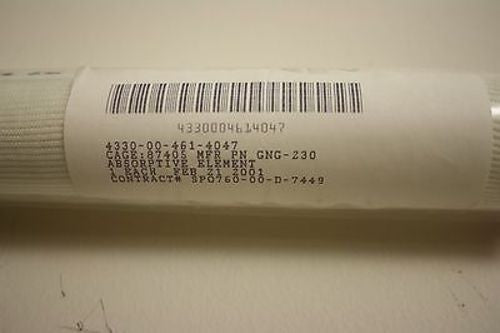 4330004614047
4330-00-461-4047
CAGE:87405 MFR PN GNG-230
ABSORPTIVE ELEMENT
1 EACH FEB 21 2001
CONTRACT# SPO760-00-D-7449